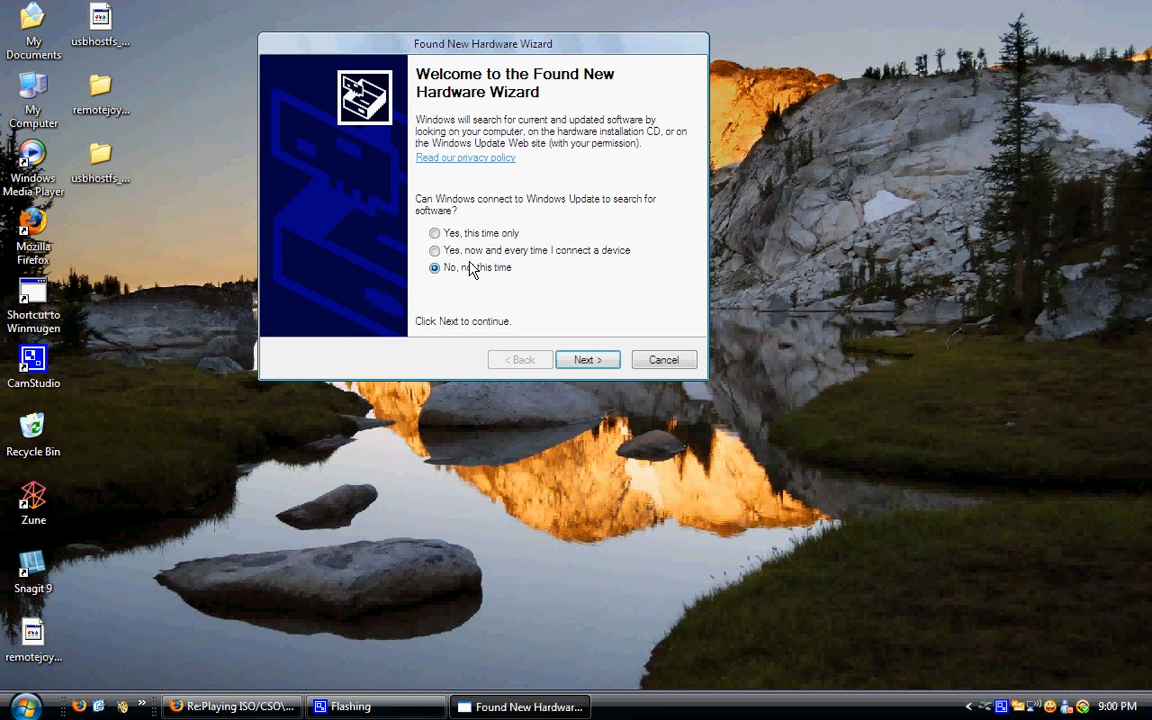 My
Documents
usbhostfs_...
My
Computer
remotejoy...
Windows
Media Player
usbhostfs_...
Mozilla
Firefox
Shortcut to
Winmugen
CamStudio
Recycle Bin
Zune
Snagit 9
remotejoy...
Found New Hardware Wizard
Welcome to the Found New
Hardware Wizard
Windows will search for current and updated software by
looking on your computer, on the hardware installation CD, or on
the Windows Update Web site (with your permission).
Read our privacy policy
Can Windows connect to Windows Update to search for
software?
Yes, this time only
Yes, now and every time I connect a device
No, not this time
Click Next to continue.
< Back
Next >
Cancel
Re:Playing ISO/CSO\...
Flashing
Found New Hardwar...
9:00 PM